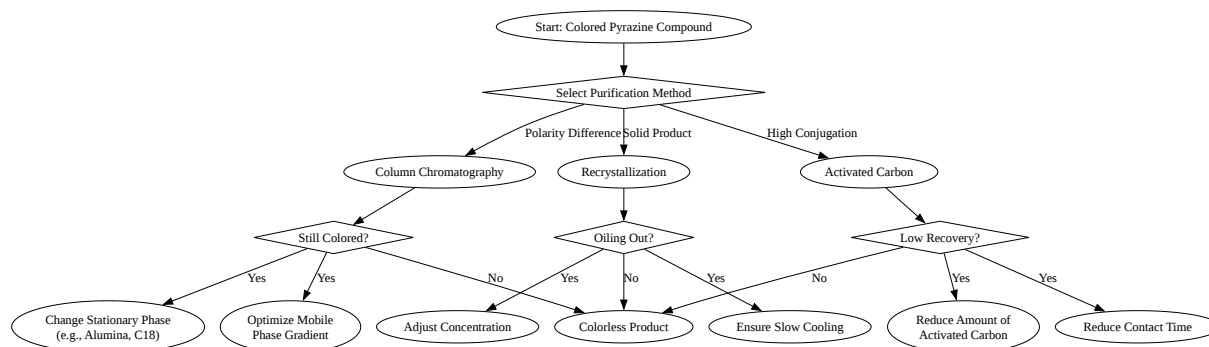 Start: Colored Pyrazine Compound
Select Purification Method
Polarity Difference
Solid Product
High Conjugation
Column Chromatography
Recrystallization
Activated Carbon
Still Colored?
Oiling Out?
Low Recovery?
Yes
Yes
No
Yes
No
Yes
No
Yes
Yes
Change Stationary Phase
(e.g., Alumina, C18)
Optimize Mobile
Phase Gradient
Adjust Concentration
Colorless Product
Ensure Slow Cooling
Reduce Amount of
Activated Carbon
Reduce Contact Time